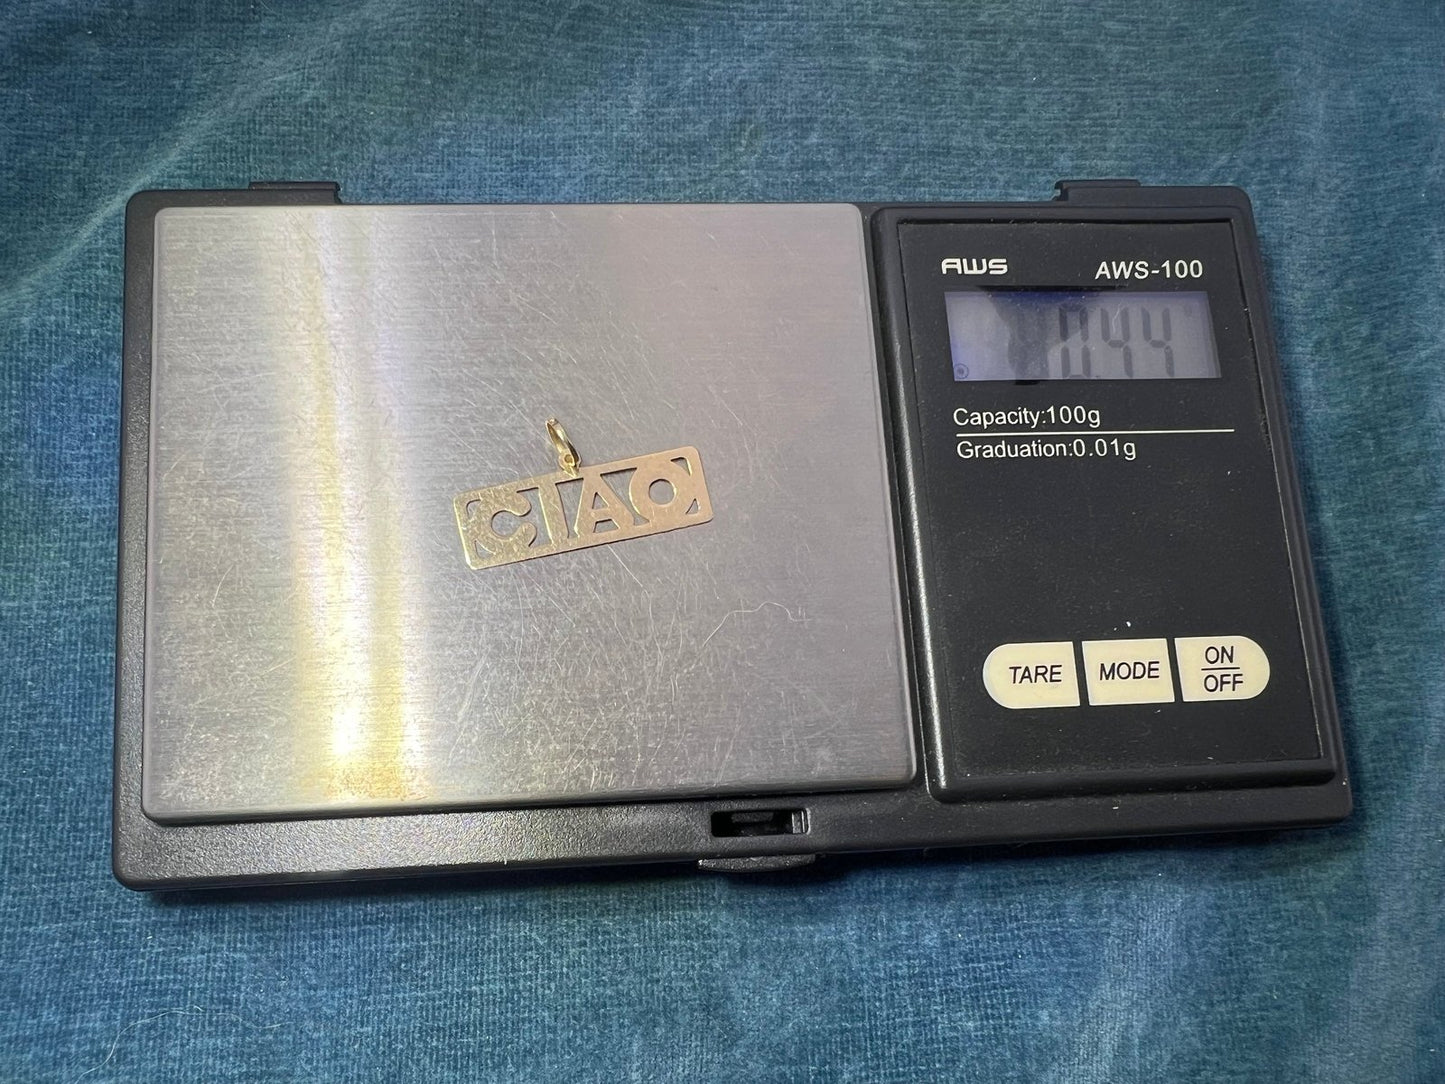 CIAO
AWS
AWS-100
0.44
Capacity:100g
Graduation:0.01g
TARE
MODE
ON
OFF